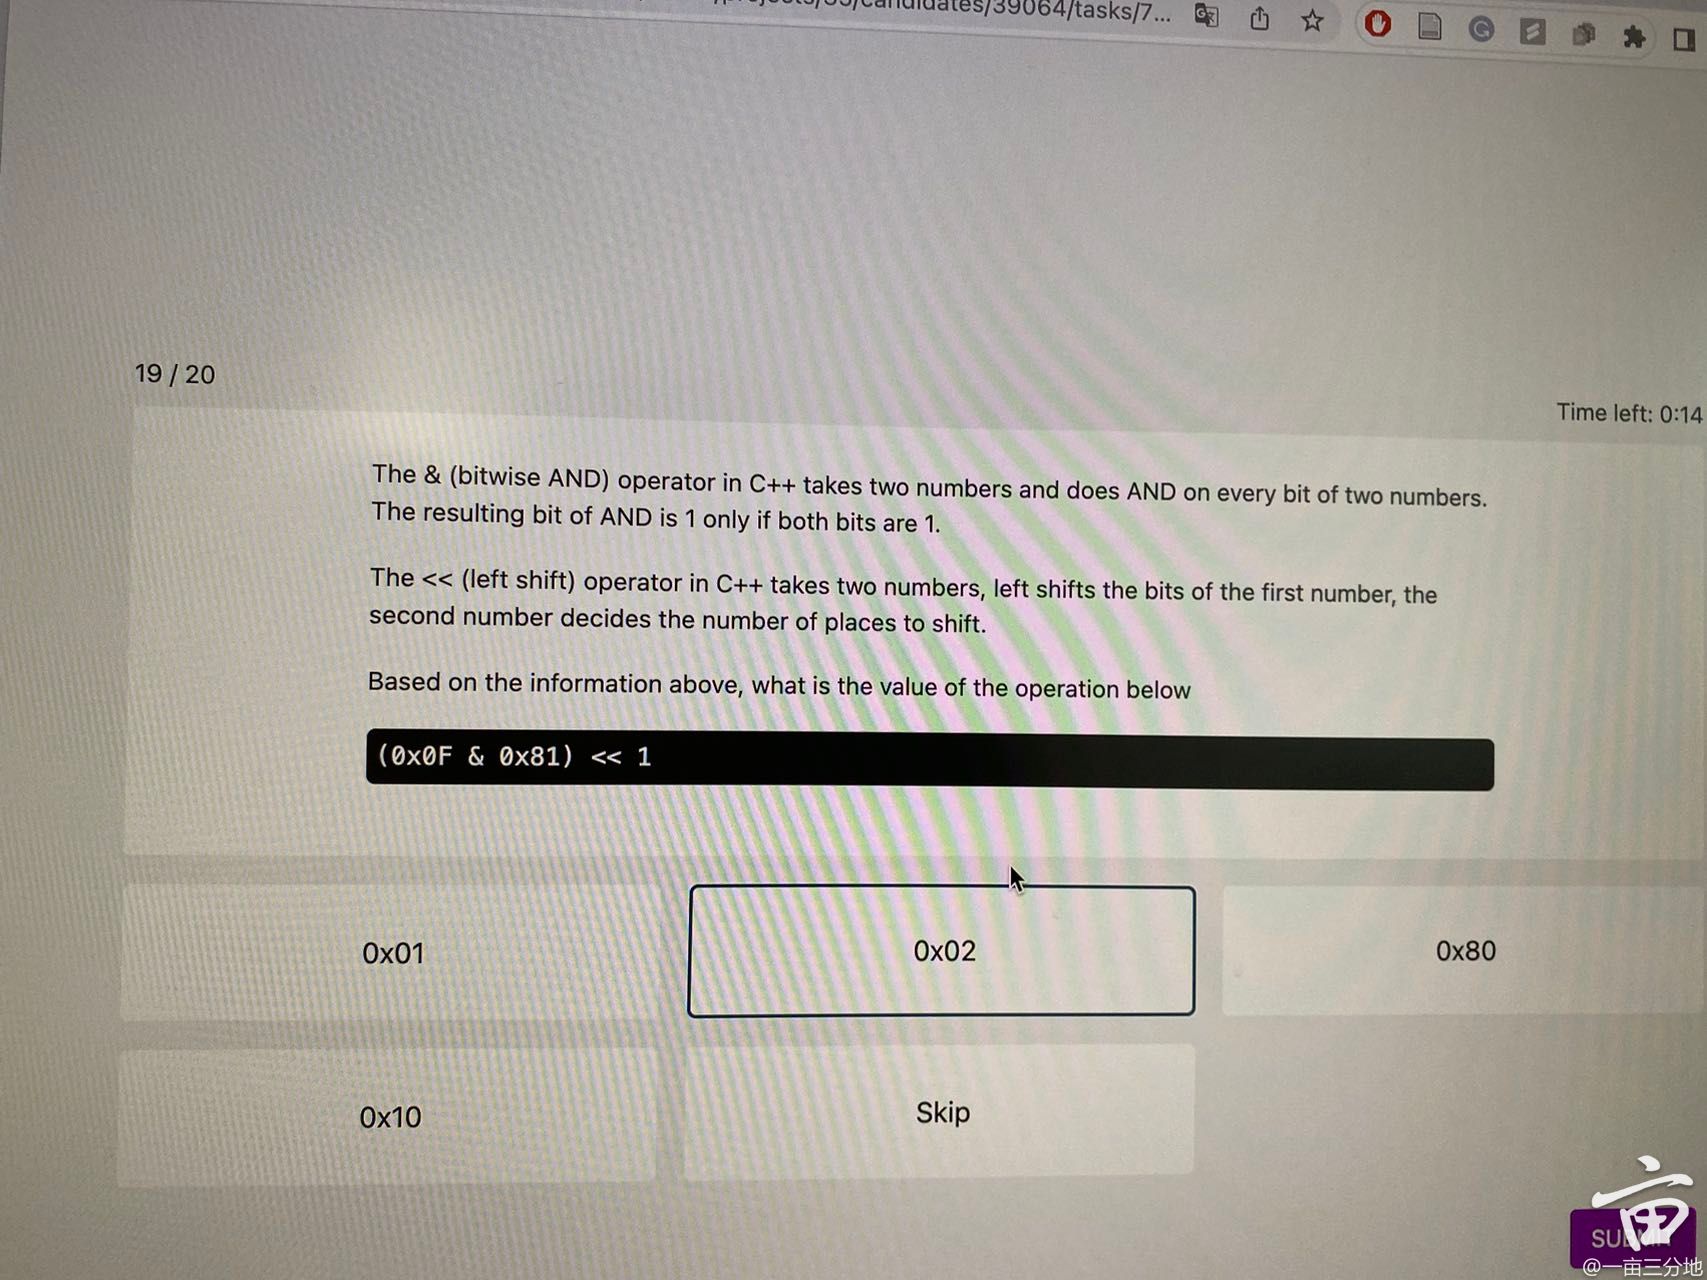 candidates/39064/tasks/7...
19 / 20
Time left: 0:14
The & (bitwise AND) operator in C++ takes two numbers and does AND on every bit of two numbers.
The resulting bit of AND is 1 only if both bits are 1.
The << (left shift) operator in C++ takes two numbers, left shifts the bits of the first number, the
second number decides the number of places to shift.
Based on the information above, what is the value of the operation below
(0x0F & 0x81) << 1
0x01
0x02
0x80
0x10
Skip
@一亩三分地